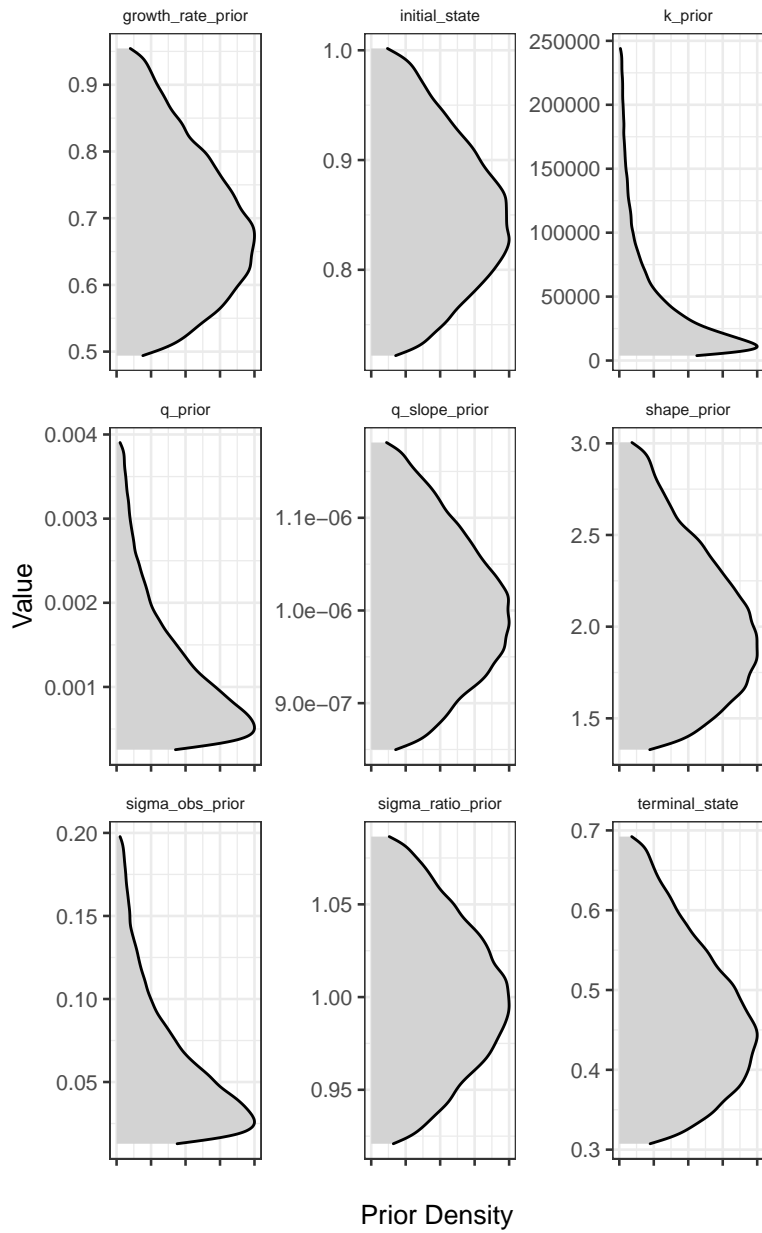 growth_rate_prior
initial_state
k_prior
0.9
0.8
0.7
0.6
0.5
1.0
0.9
0.8
250000
200000
150000
100000
50000
0
q_prior
q_slope_prior
shape_prior
0.004
0.003
0.002
0.001
1.1e−06
1.0e−06
9.0e−07
3.0
2.5
2.0
1.5
Value
sigma_obs_prior
sigma_ratio_prior
terminal_state
0.20
0.15
0.10
0.05
1.05
1.00
0.95
0.7
0.6
0.5
0.4
0.3
Prior Density